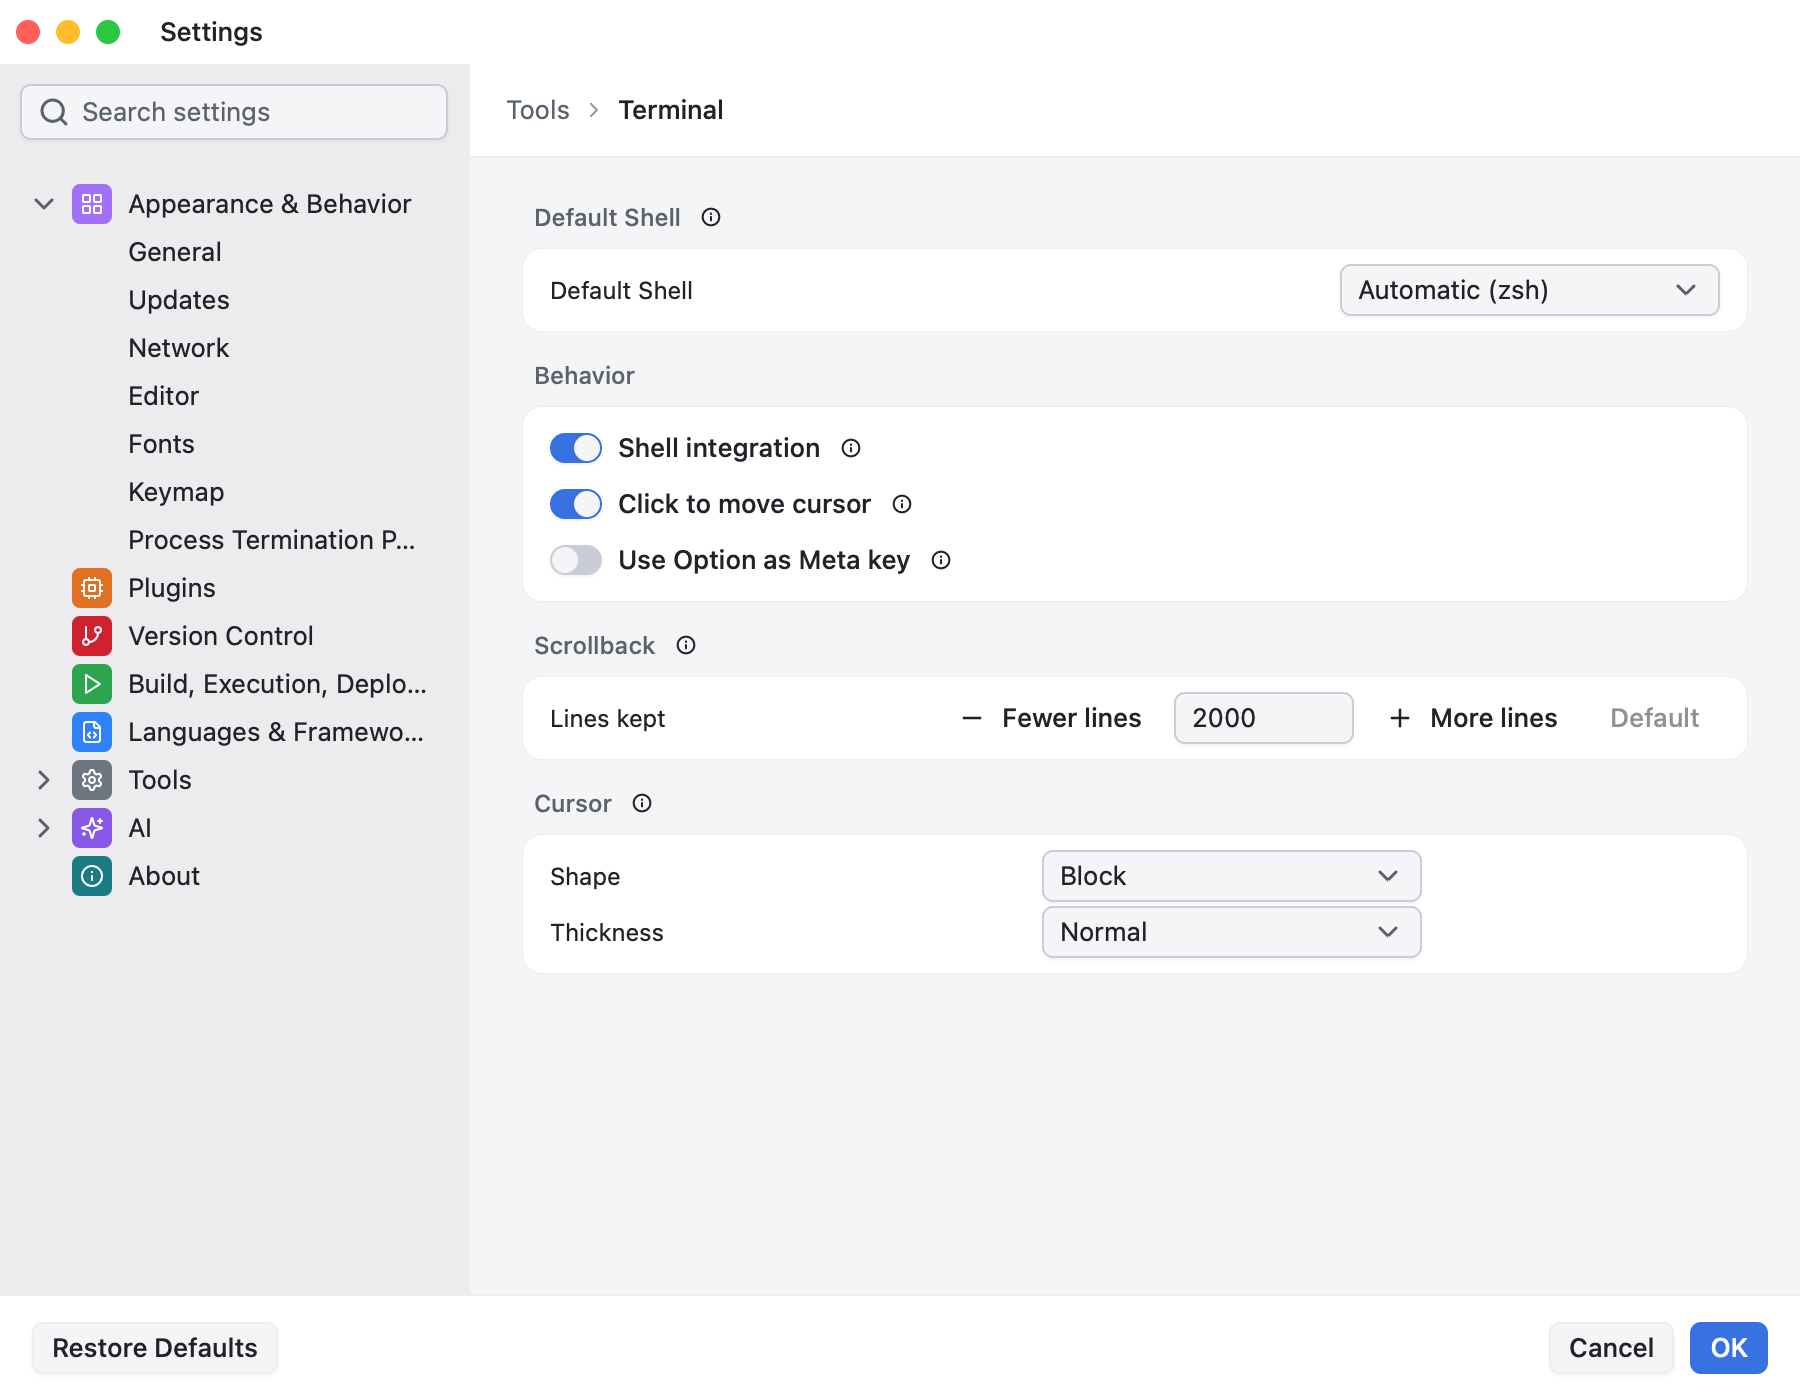 Settings
Search settings
Appearance & Behavior
General
Updates
Network
Editor
Fonts
Keymap
Process Termination P...
Plugins
Version Control
Build, Execution, Deplo...
Languages & Framewo...
Tools
AI
About
Tools > Terminal
Default Shell
Default Shell Automatic (zsh)
Behavior
Shell integration
Click to move cursor
Use Option as Meta key
Scrollback
Lines kept — Fewer lines 2000 + More lines Default
Cursor
Shape Block
Thickness Normal
Restore Defaults Cancel OK